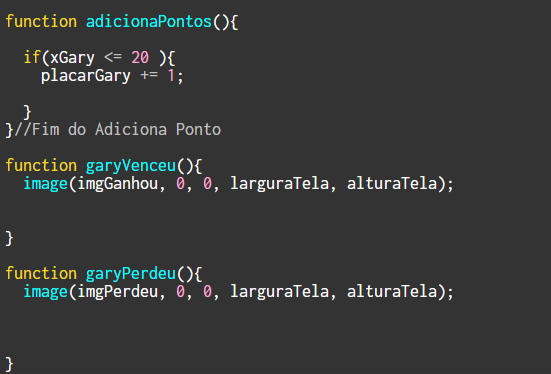 function adicionaPontos(){
if(xGary <= 20 ){
placarGary += 1;
}
}//Fim do Adiciona Ponto
function garyVenceu(){
image(imgGanhou, 0, 0, larguraTela, alturaTela);
}
function garyPerdeu(){
image(imgPerdeu, 0, 0, larguraTela, alturaTela);
}